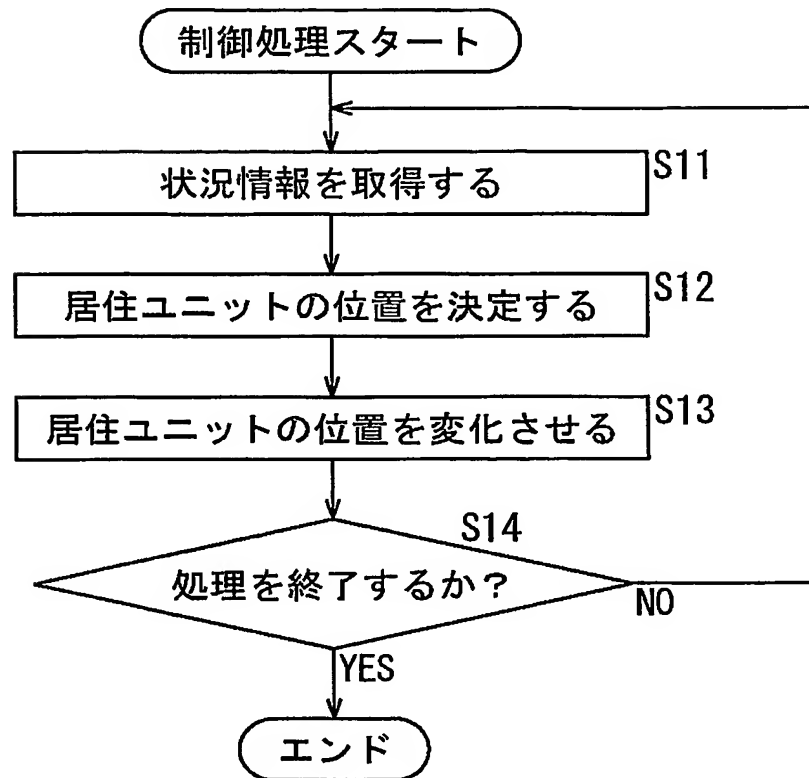 制御処理スタート
S11
状況情報を取得する
S12
居住ユニットの位置を決定する
S13
居住ユニットの位置を変化させる
S14
処理を終了するか？
NO
YES
エンド